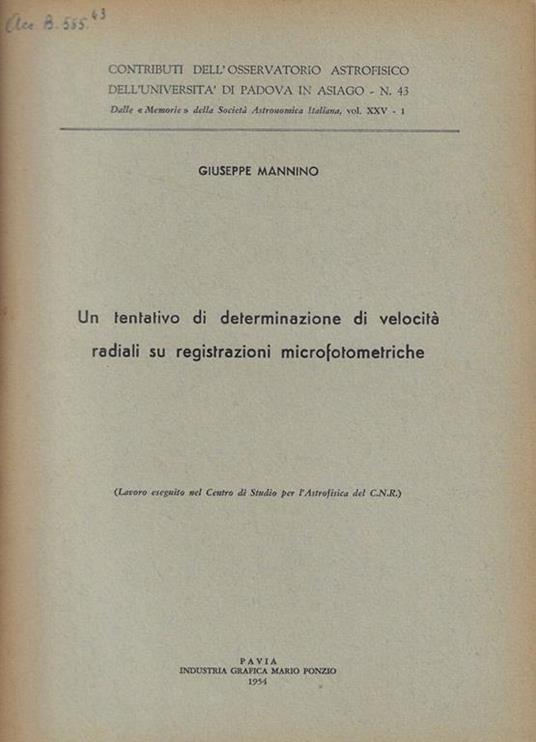 Acc. B. 555.43
CONTRIBUTI DELL'OSSERVATORIO ASTROFISICO
DELL'UNIVERSITA' DI PADOVA IN ASIAGO - N. 43
Dalle « Memorie » della Società Astronomica Italiana, vol. XXV - 1
GIUSEPPE MANNINO
Un tentativo di determinazione di velocità
radiali su registrazioni microfotometriche
(Lavoro eseguito nel Centro di Studio per l'Astrofisica del C.N.R.)
PAVIA
INDUSTRIA GRAFICA MARIO PONZIO
1954